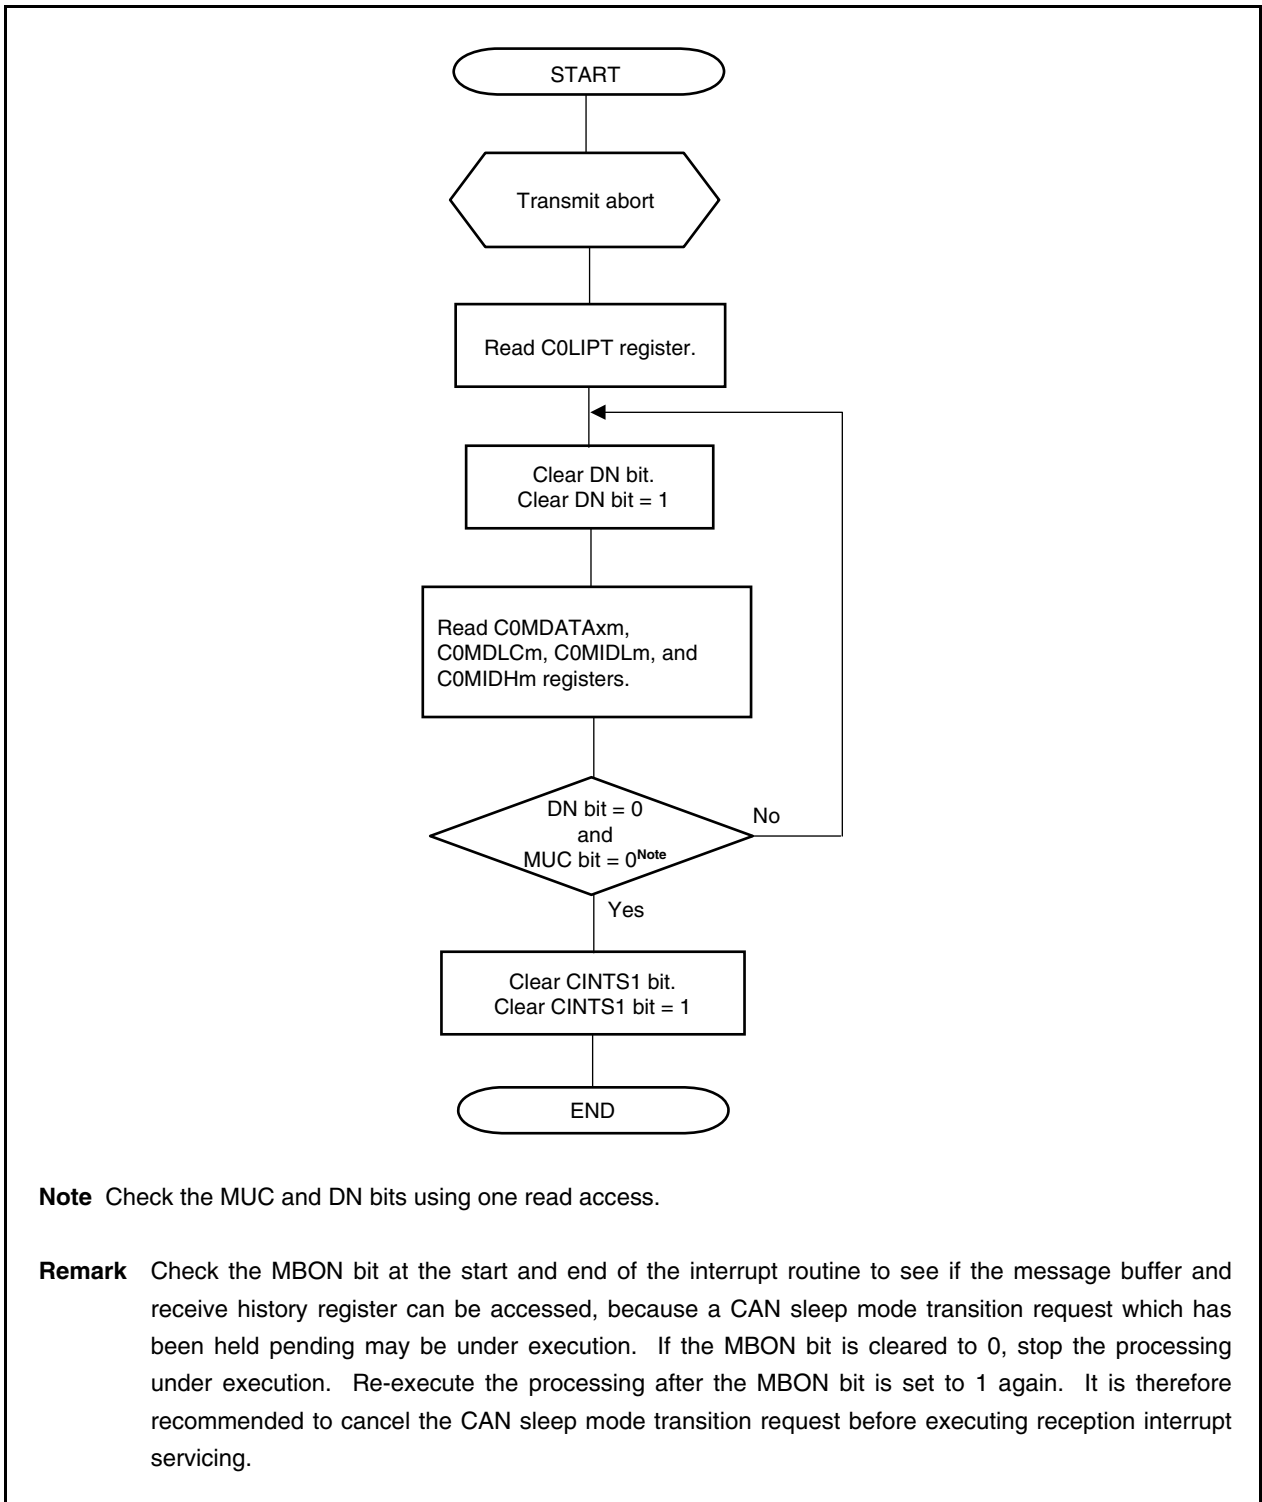 START
Transmit abort
Read C0LIPT register.
Clear DN bit.
Clear DN bit = 1
Read C0MDATAxm,
C0MDLCm, C0MIDLm, and
C0MIDHm registers.
DN bit = 0
and
MUC bit = 0Note
No
Yes
Clear CINTS1 bit.
Clear CINTS1 bit = 1
END
Note Check the MUC and DN bits using one read access.
Remark Check the MBON bit at the start and end of the interrupt routine to see if the message buffer and
receive history register can be accessed, because a CAN sleep mode transition request which has
been held pending may be under execution. If the MBON bit is cleared to 0, stop the processing
under execution. Re-execute the processing after the MBON bit is set to 1 again. It is therefore
recommended to cancel the CAN sleep mode transition request before executing reception interrupt
servicing.